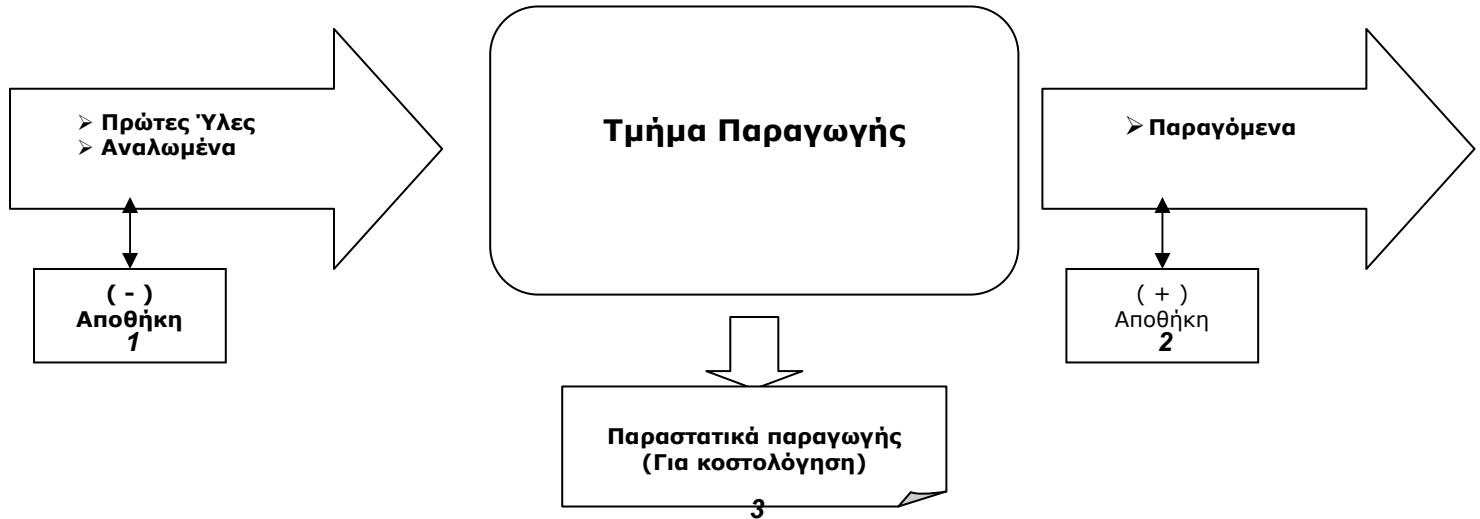 ➢ Πρώτες Ύλες
➢ Αναλωμένα
( - )
Αποθήκη
1
Τμήμα Παραγωγής
Παραστατικά παραγωγής
(Για κοστολόγηση)
3
➢ Παραγόμενα
( + )
Αποθήκη
2